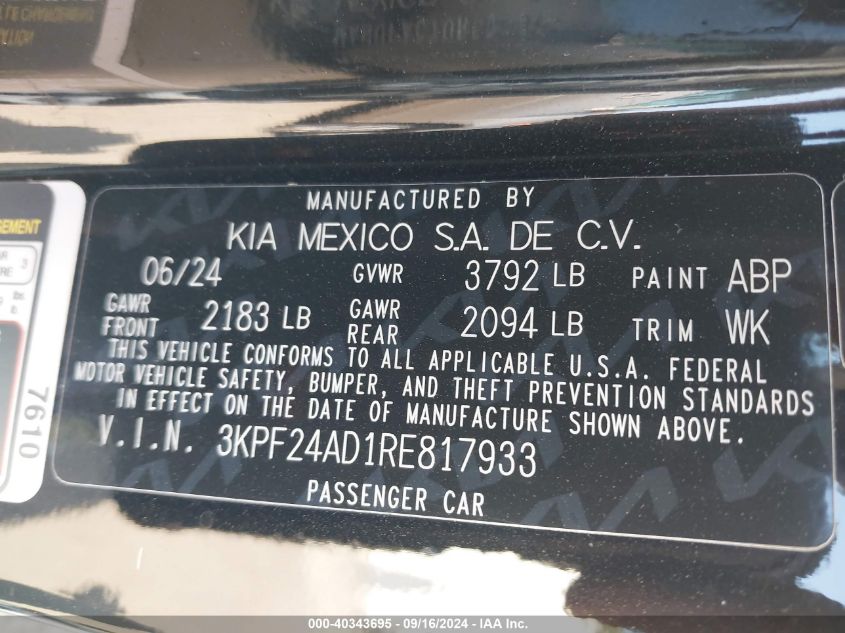 MANUFACTURED BY
KIA MEXICO S.A. DE C.V.
06/24 GVWR 3792 LB PAINT ABP
GAWR FRONT 2183 LB GAWR REAR 2094 LB TRIM WK
THIS VEHICLE CONFORMS TO ALL APPLICABLE U.S.A. FEDERAL
MOTOR VEHICLE SAFETY, BUMPER, AND THEFT PREVENTION STANDARDS
IN EFFECT ON THE DATE OF MANUFACTURE SHOWN ABOVE.
V.I.N. 3KPF24AD1RE817933
PASSENGER CAR
7610
000-40343695 - 09/16/2024 - IAA Inc.